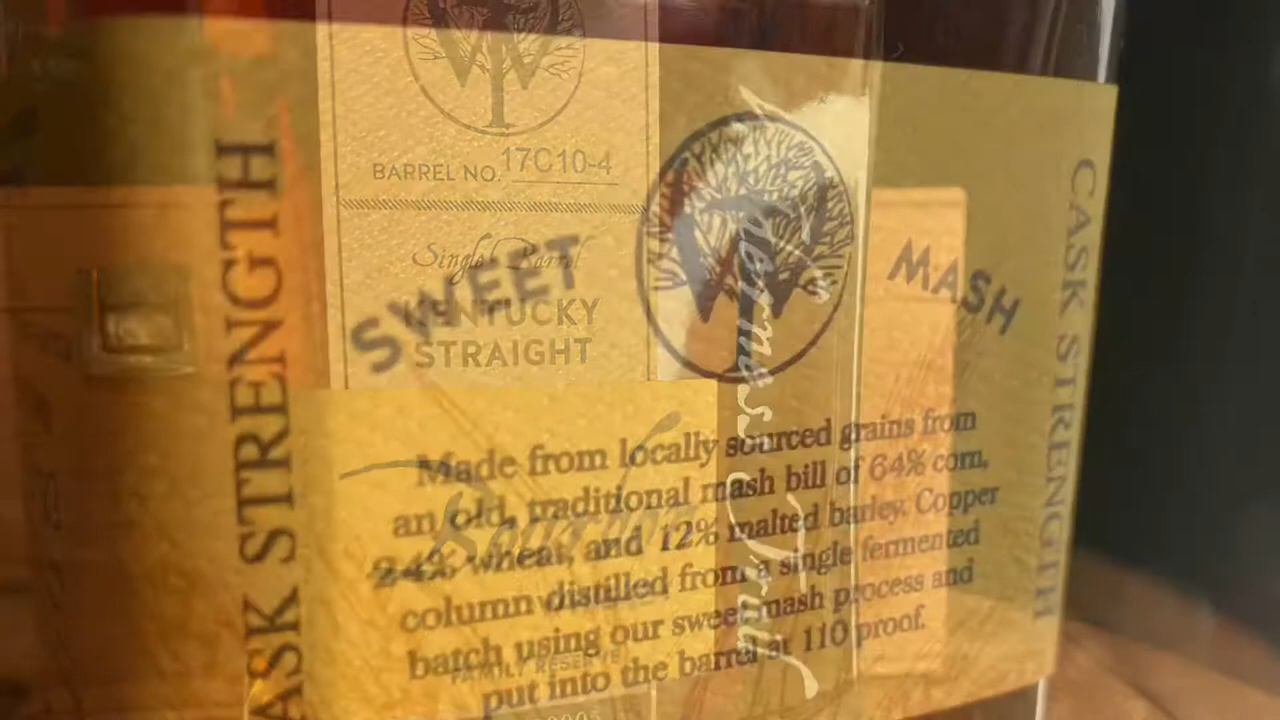 BARREL NO. 17C10-4
Single Barrel
KENTUCKY
STRAIGHT
SWEET MASH
CASK STRENGTH
CASK STRENGTH
Made from locally sourced grains from
an old, traditional mash bill of 64% corn,
24% wheat, and 12% malted barley. Copper
column distilled from a single fermented
batch using our sweet mash process and
put into the barrel at 110 proof.
Bourbon
FAMILY RESERVE